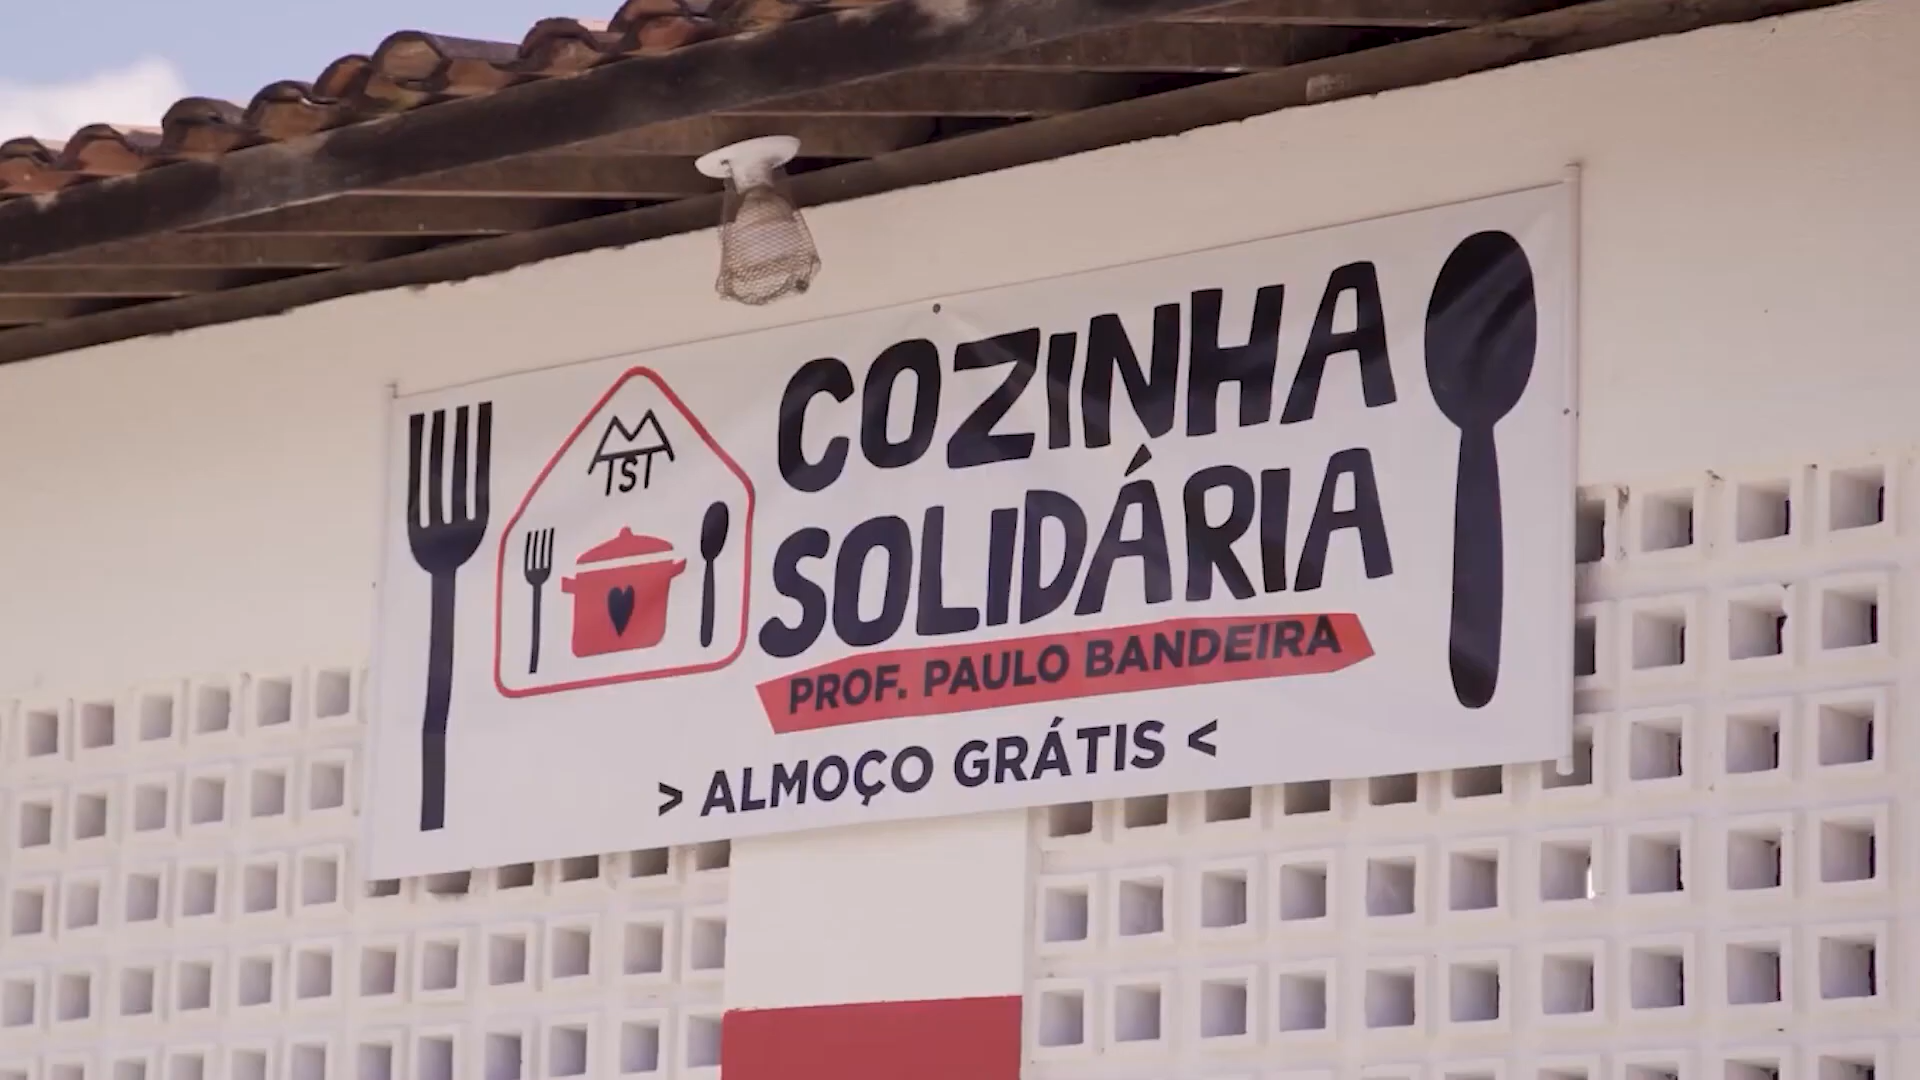 MTST
COZINHA
SOLIDÁRIA
PROF. PAULO BANDEIRA
> ALMOÇO GRÁTIS <